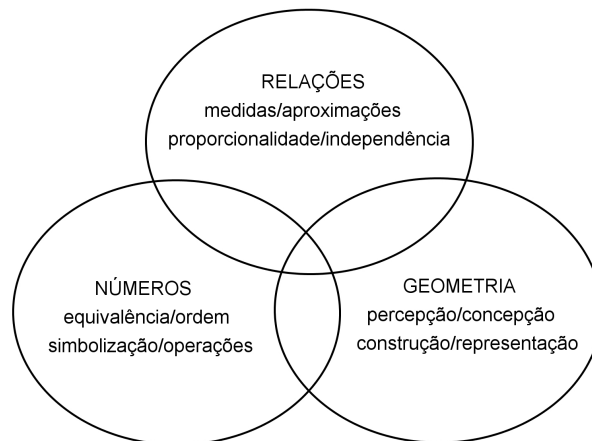 RELAÇÕES
medidas/aproximações
proporcionalidade/independência
NÚMEROS
equivalência/ordem
simbolização/operações
GEOMETRIA
percepção/concepção
construção/representação